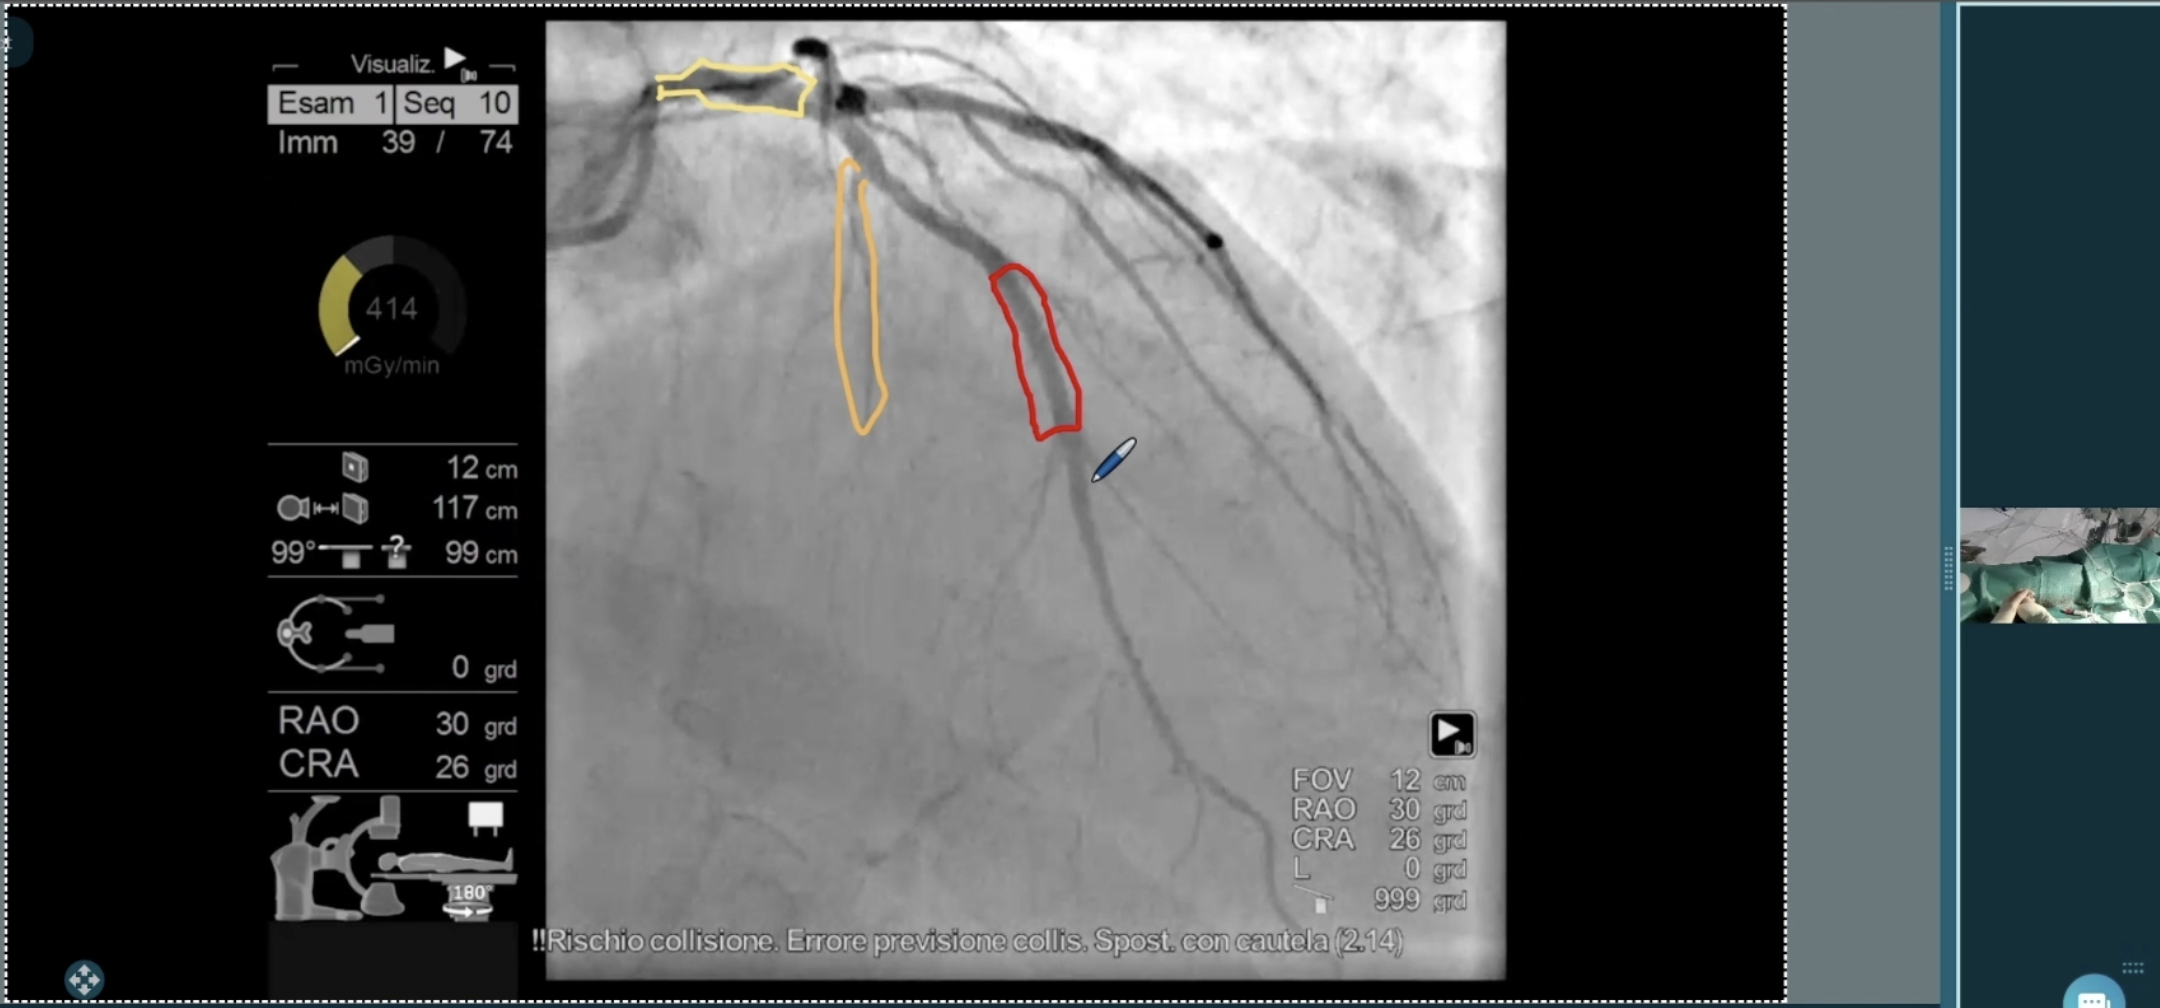 Visualiz.
Esam 1 Seq 10
Imm 39 / 74
414
mGy/min
12 cm
117 cm
99° ? 99 cm
0 grd
RAO 30 grd
CRA 26 grd
180°
FOV 12 cm
RAO 30 grd
CRA 26 grd
L 0 grd
999 grd
!!Rischio collisione. Errore previsione collis. Spost. con cautela (2.14)